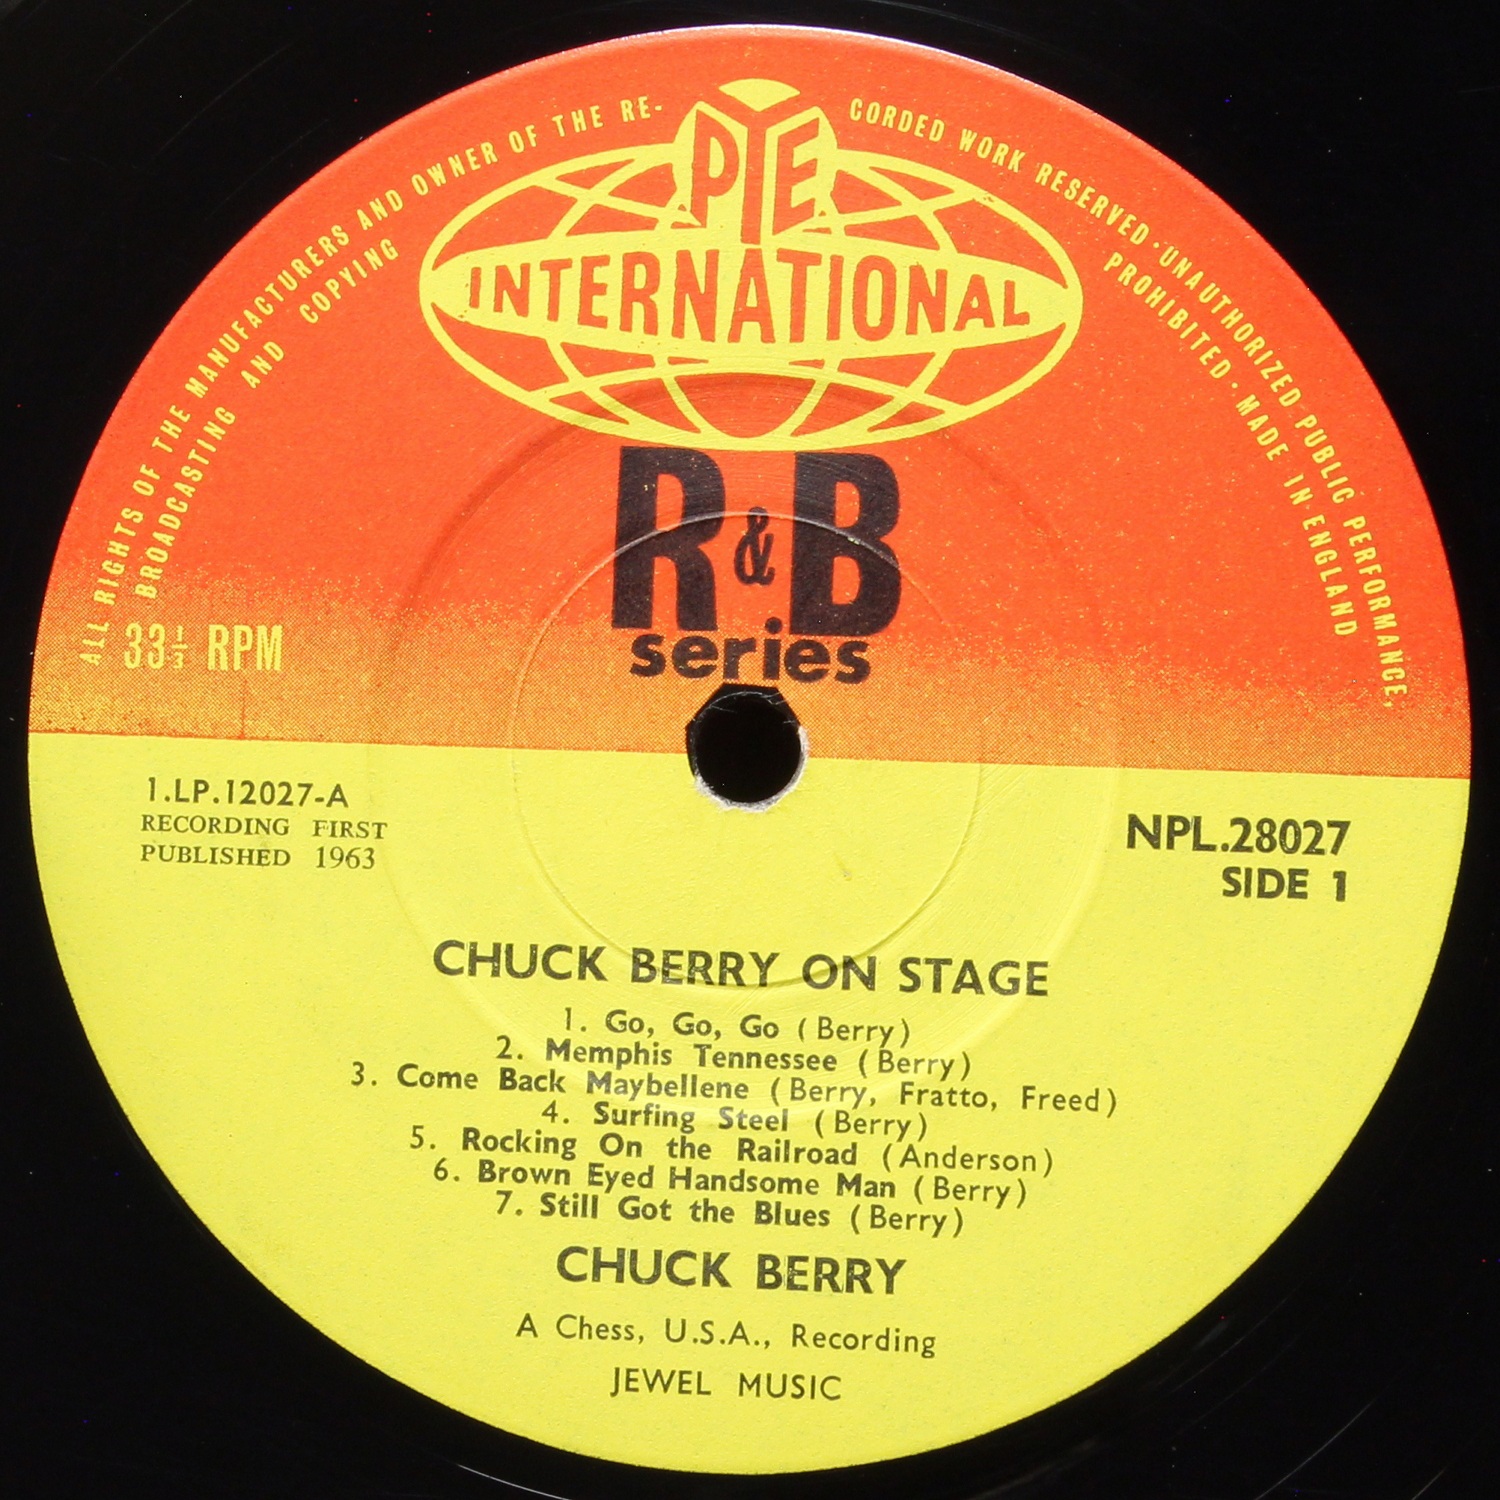 ALL RIGHTS OF THE MANUFACTURERS AND OWNER OF THE RE-CORDED WORK RESERVED · UNAUTHORIZED PUBLIC PERFORMANCE,
BROADCASTING AND COPYING PROHIBITED · MADE IN ENGLAND
PYE
INTERNATIONAL
R&B
series
33⅓ RPM
1.LP.12027-A
RECORDING FIRST
PUBLISHED 1963
NPL.28027
SIDE 1
CHUCK BERRY ON STAGE
1. Go, Go, Go (Berry)
2. Memphis Tennessee (Berry)
3. Come Back Maybellene (Berry, Fratto, Freed)
4. Surfing Steel (Berry)
5. Rocking On the Railroad (Anderson)
6. Brown Eyed Handsome Man (Berry)
7. Still Got the Blues (Berry)
CHUCK BERRY
A Chess, U.S.A., Recording
JEWEL MUSIC